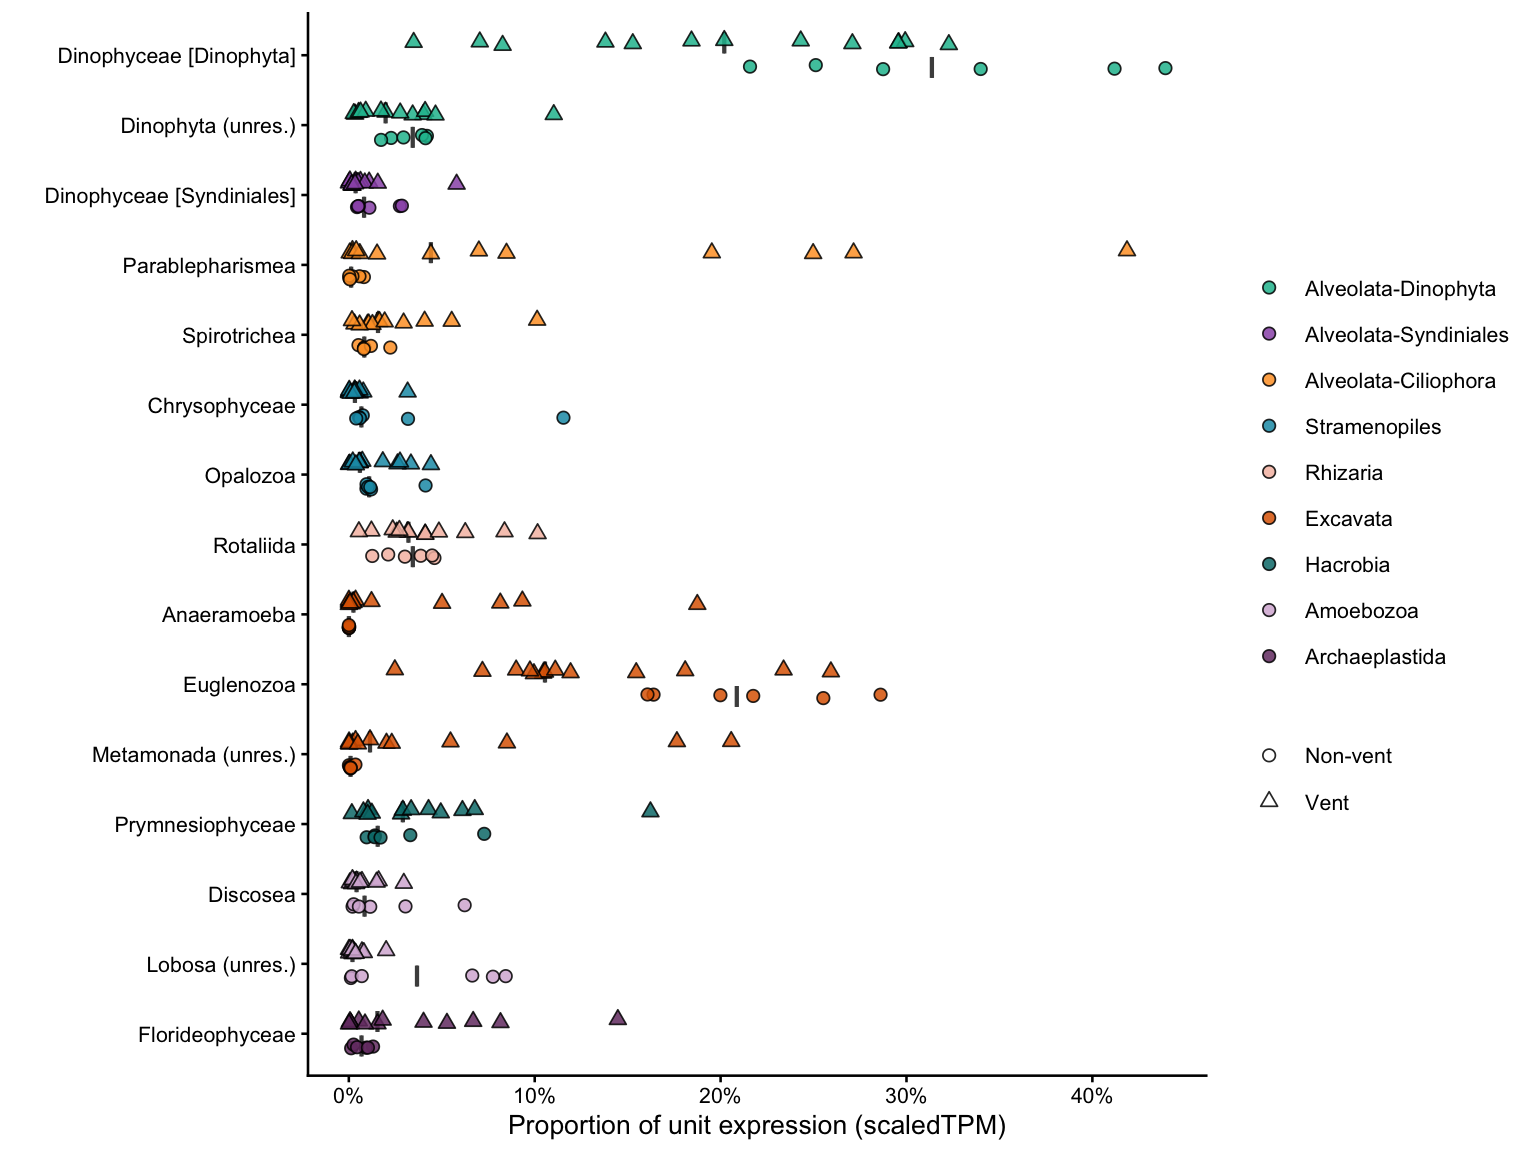 Dinophyceae [Dinophyta]
Dinophyta (unres.)
Dinophyceae [Syndiniales]
Parablepharismea
Spirotrichea
Chrysophyceae
Opalozoa
Rotaliida
Anaeramoeba
Euglenozoa
Metamonada (unres.)
Prymnesiophyceae
Discosea
Lobosa (unres.)
Florideophyceae
0% 10% 20% 30% 40%
Proportion of unit expression (scaledTPM)
Alveolata-Dinophyta
Alveolata-Syndiniales
Alveolata-Ciliophora
Stramenopiles
Rhizaria
Excavata
Hacrobia
Amoebozoa
Archaeplastida
Non-vent
Vent